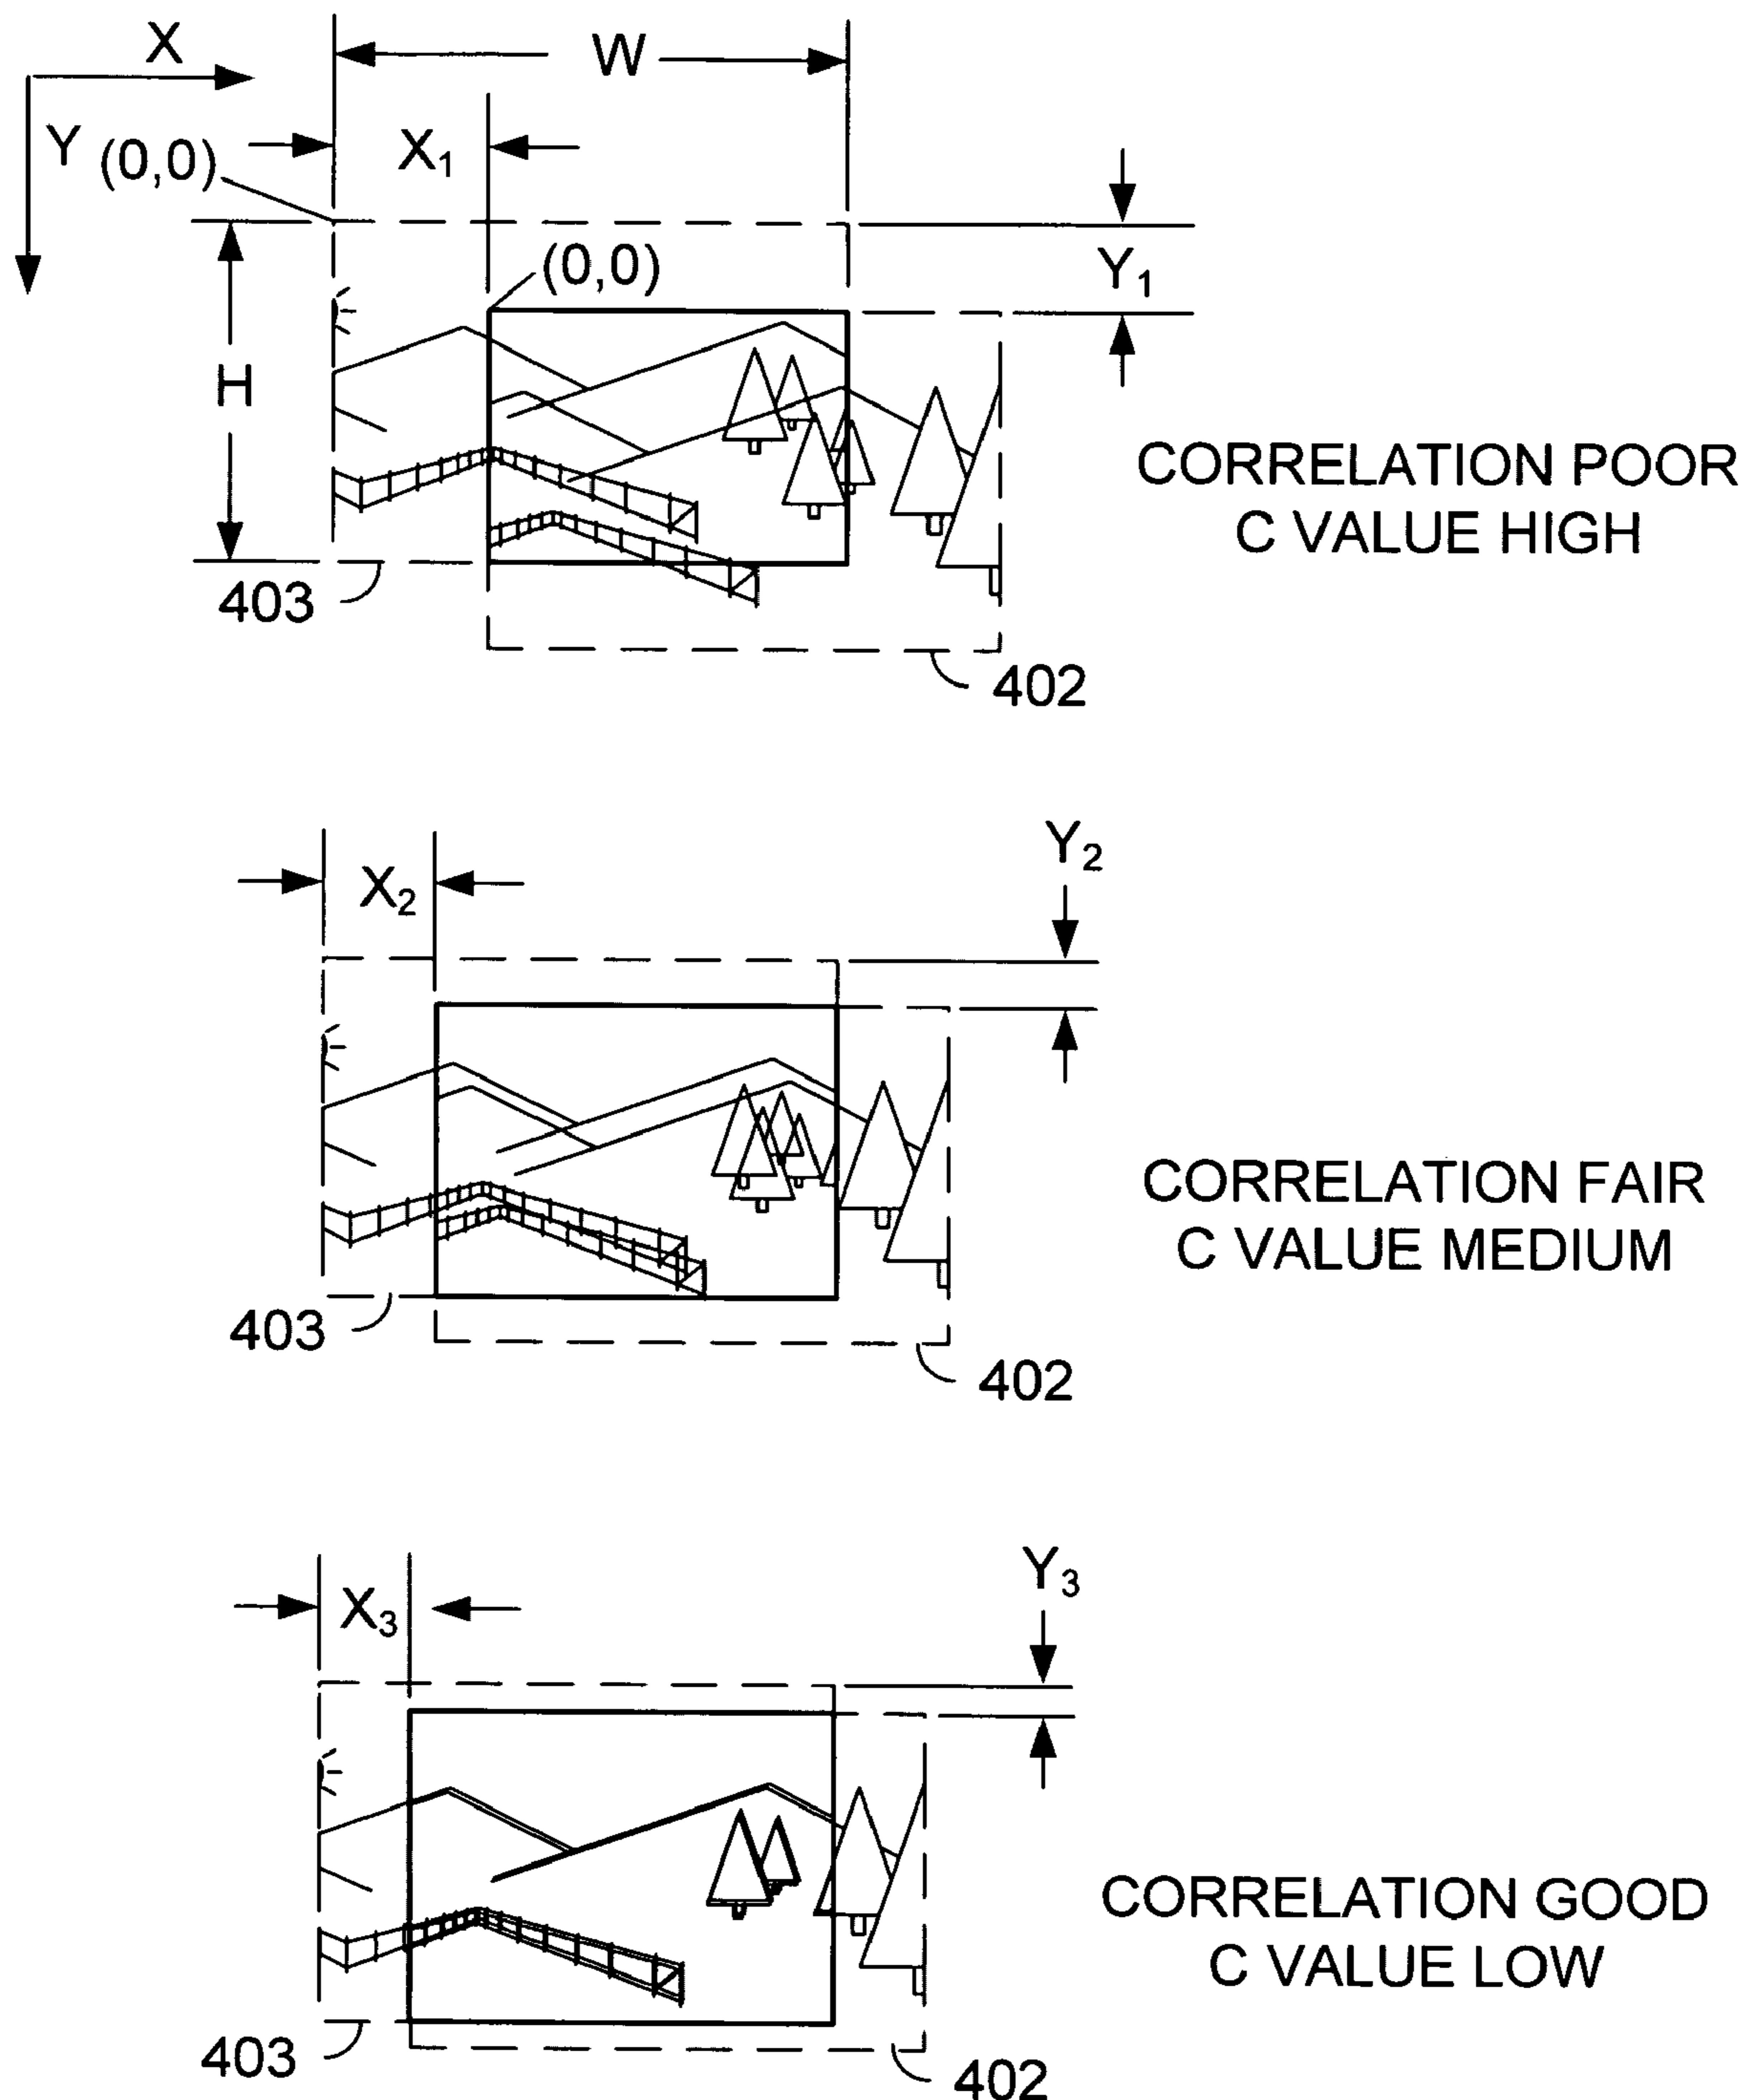 X
W
Y
(0,0)
X₁
(0,0)
Y₁
H
CORRELATION POOR
C VALUE HIGH
403
402
Y₂
X₂
CORRELATION FAIR
C VALUE MEDIUM
403
402
Y₃
X₃
CORRELATION GOOD
C VALUE LOW
403
402